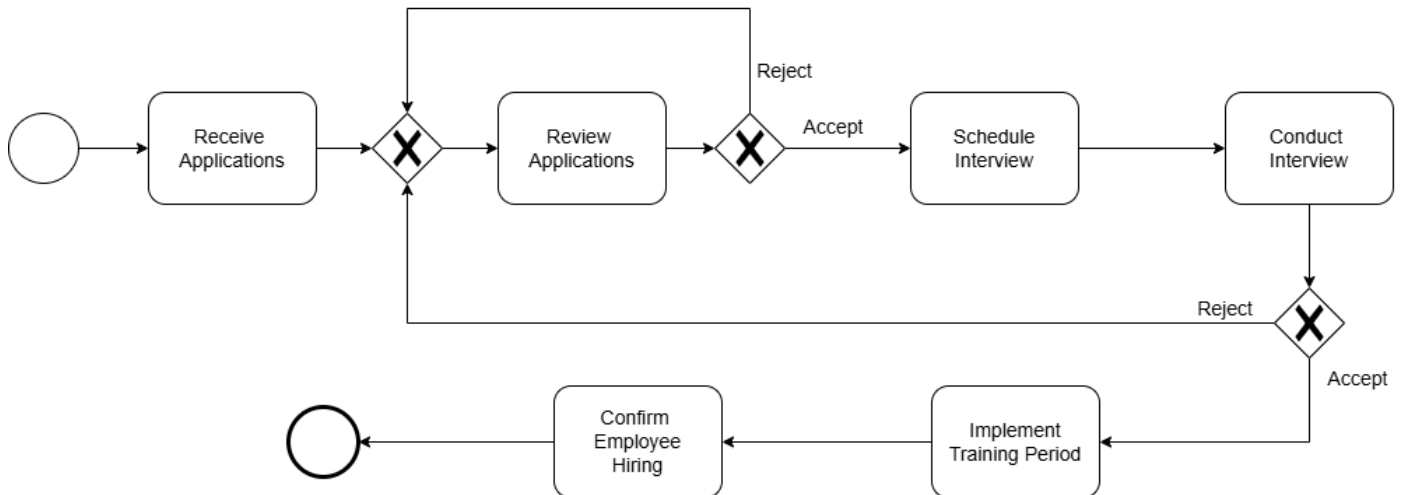 Reject
Receive
Applications
Review
Applications
Accept
Schedule
Interview
Conduct
Interview
Reject
Accept
Confirm
Employee
Hiring
Implement
Training Period